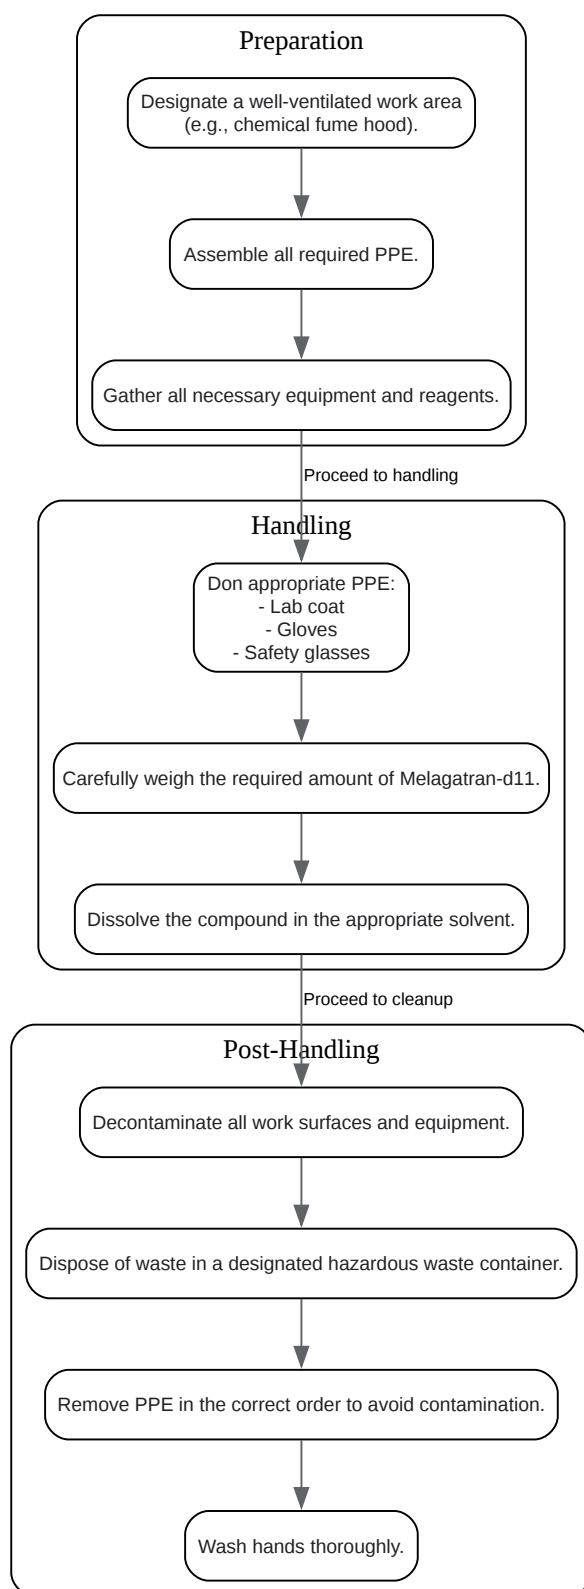 Preparation
Designate a well-ventilated work area
(e.g., chemical fume hood).
Assemble all required PPE.
Gather all necessary equipment and reagents.
Proceed to handling
Handling
Don appropriate PPE:
- Lab coat
- Gloves
- Safety glasses
Carefully weigh the required amount of Melagatran-d11.
Dissolve the compound in the appropriate solvent.
Proceed to cleanup
Post-Handling
Decontaminate all work surfaces and equipment.
Dispose of waste in a designated hazardous waste container.
Remove PPE in the correct order to avoid contamination.
Wash hands thoroughly.